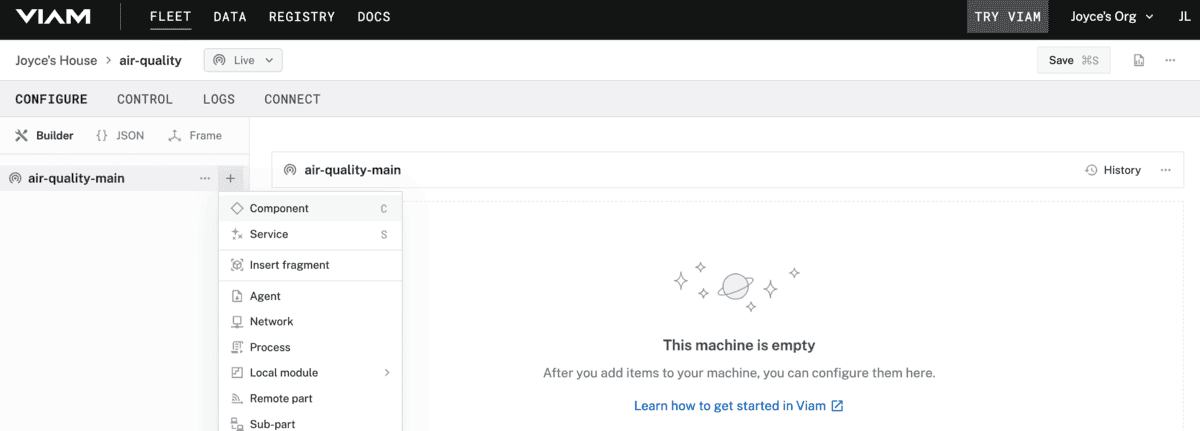 VIAM FLEET DATA REGISTRY DOCS TRY VIAM Joyce's Org JL
Joyce's House > air-quality Live Save ⌘S
CONFIGURE CONTROL LOGS CONNECT
Builder {} JSON Frame
air-quality-main ... +
air-quality-main History ...
Component C
Service S
Insert fragment
Agent
Network
Process
Local module >
Remote part
Sub-part
This machine is empty
After you add items to your machine, you can configure them here.
Learn how to get started in Viam